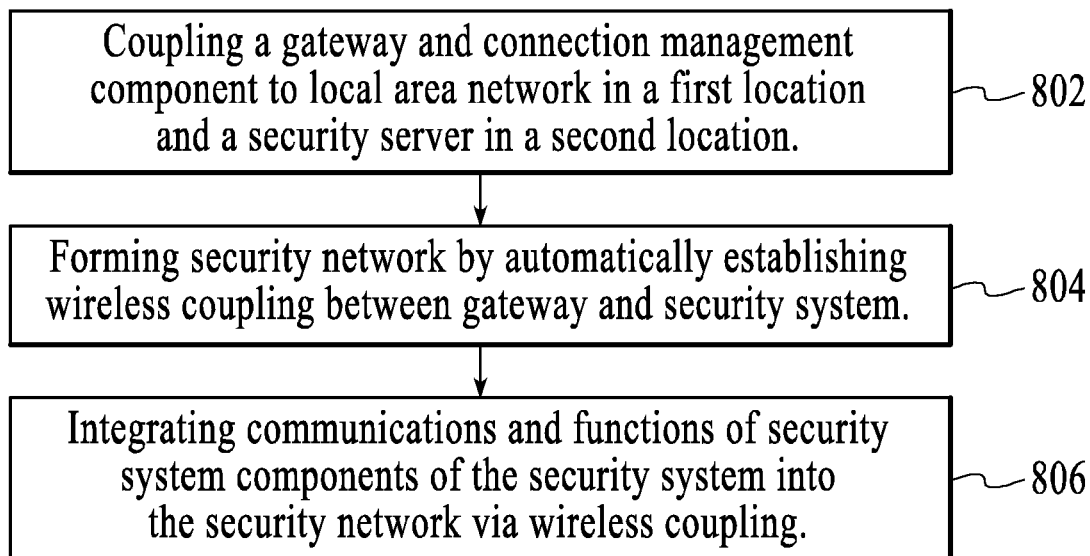 Coupling a gateway and connection management
component to local area network in a first location
and a security server in a second location.
802
Forming security network by automatically establishing
wireless coupling between gateway and security system.
804
Integrating communications and functions of security
system components of the security system into
the security network via wireless coupling.
806